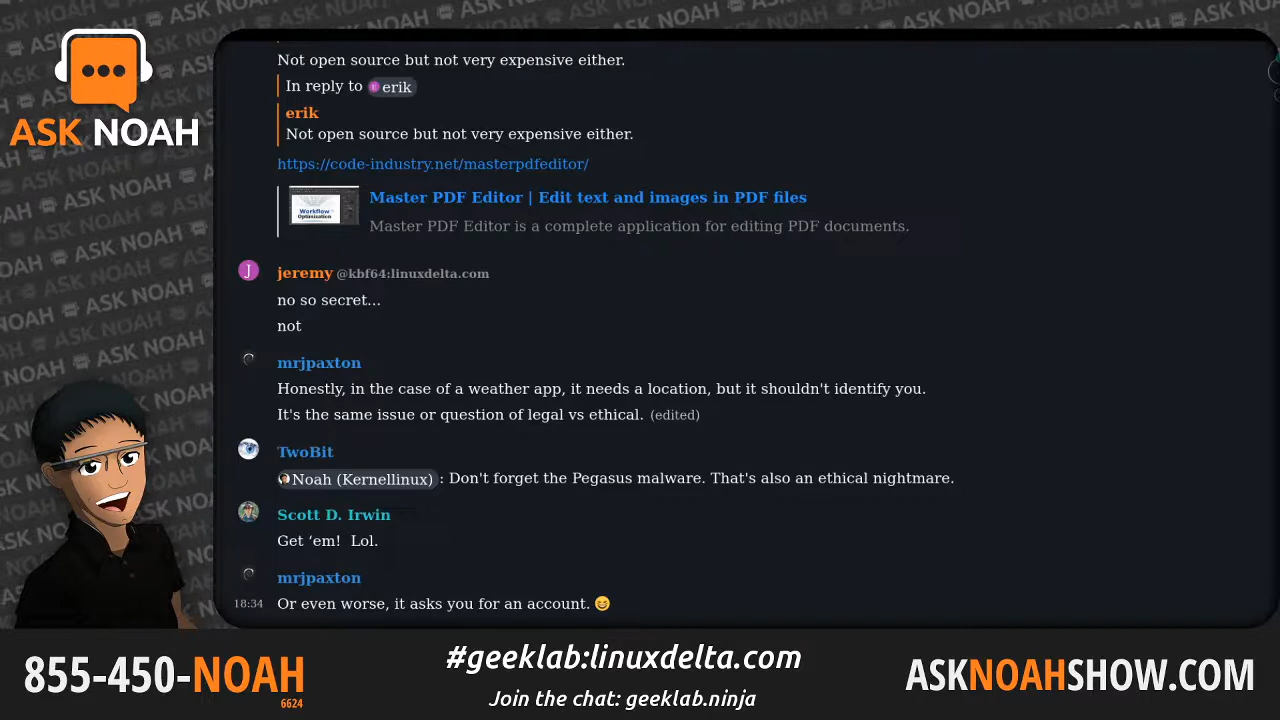 ASK NOAH
Not open source but not very expensive either.
In reply to erik
erik
Not open source but not very expensive either.
https://code-industry.net/masterpdfeditor/
Workflow
Optimization
Master PDF Editor | Edit text and images in PDF files
Master PDF Editor is a complete application for editing PDF documents.
J
jeremy @kbf64:linuxdelta.com
no so secret...
not
mrjpaxton
Honestly, in the case of a weather app, it needs a location, but it shouldn't identify you.
It's the same issue or question of legal vs ethical. (edited)
TwoBit
Noah (Kernellinux) : Don't forget the Pegasus malware. That's also an ethical nightmare.
Scott D. Irwin
Get ‘em!  Lol.
mrjpaxton
18:34 Or even worse, it asks you for an account. 😆
855-450-NOAH
6624
#geeklab:linuxdelta.com
Join the chat: geeklab.ninja
ASKNOAHSHOW.COM